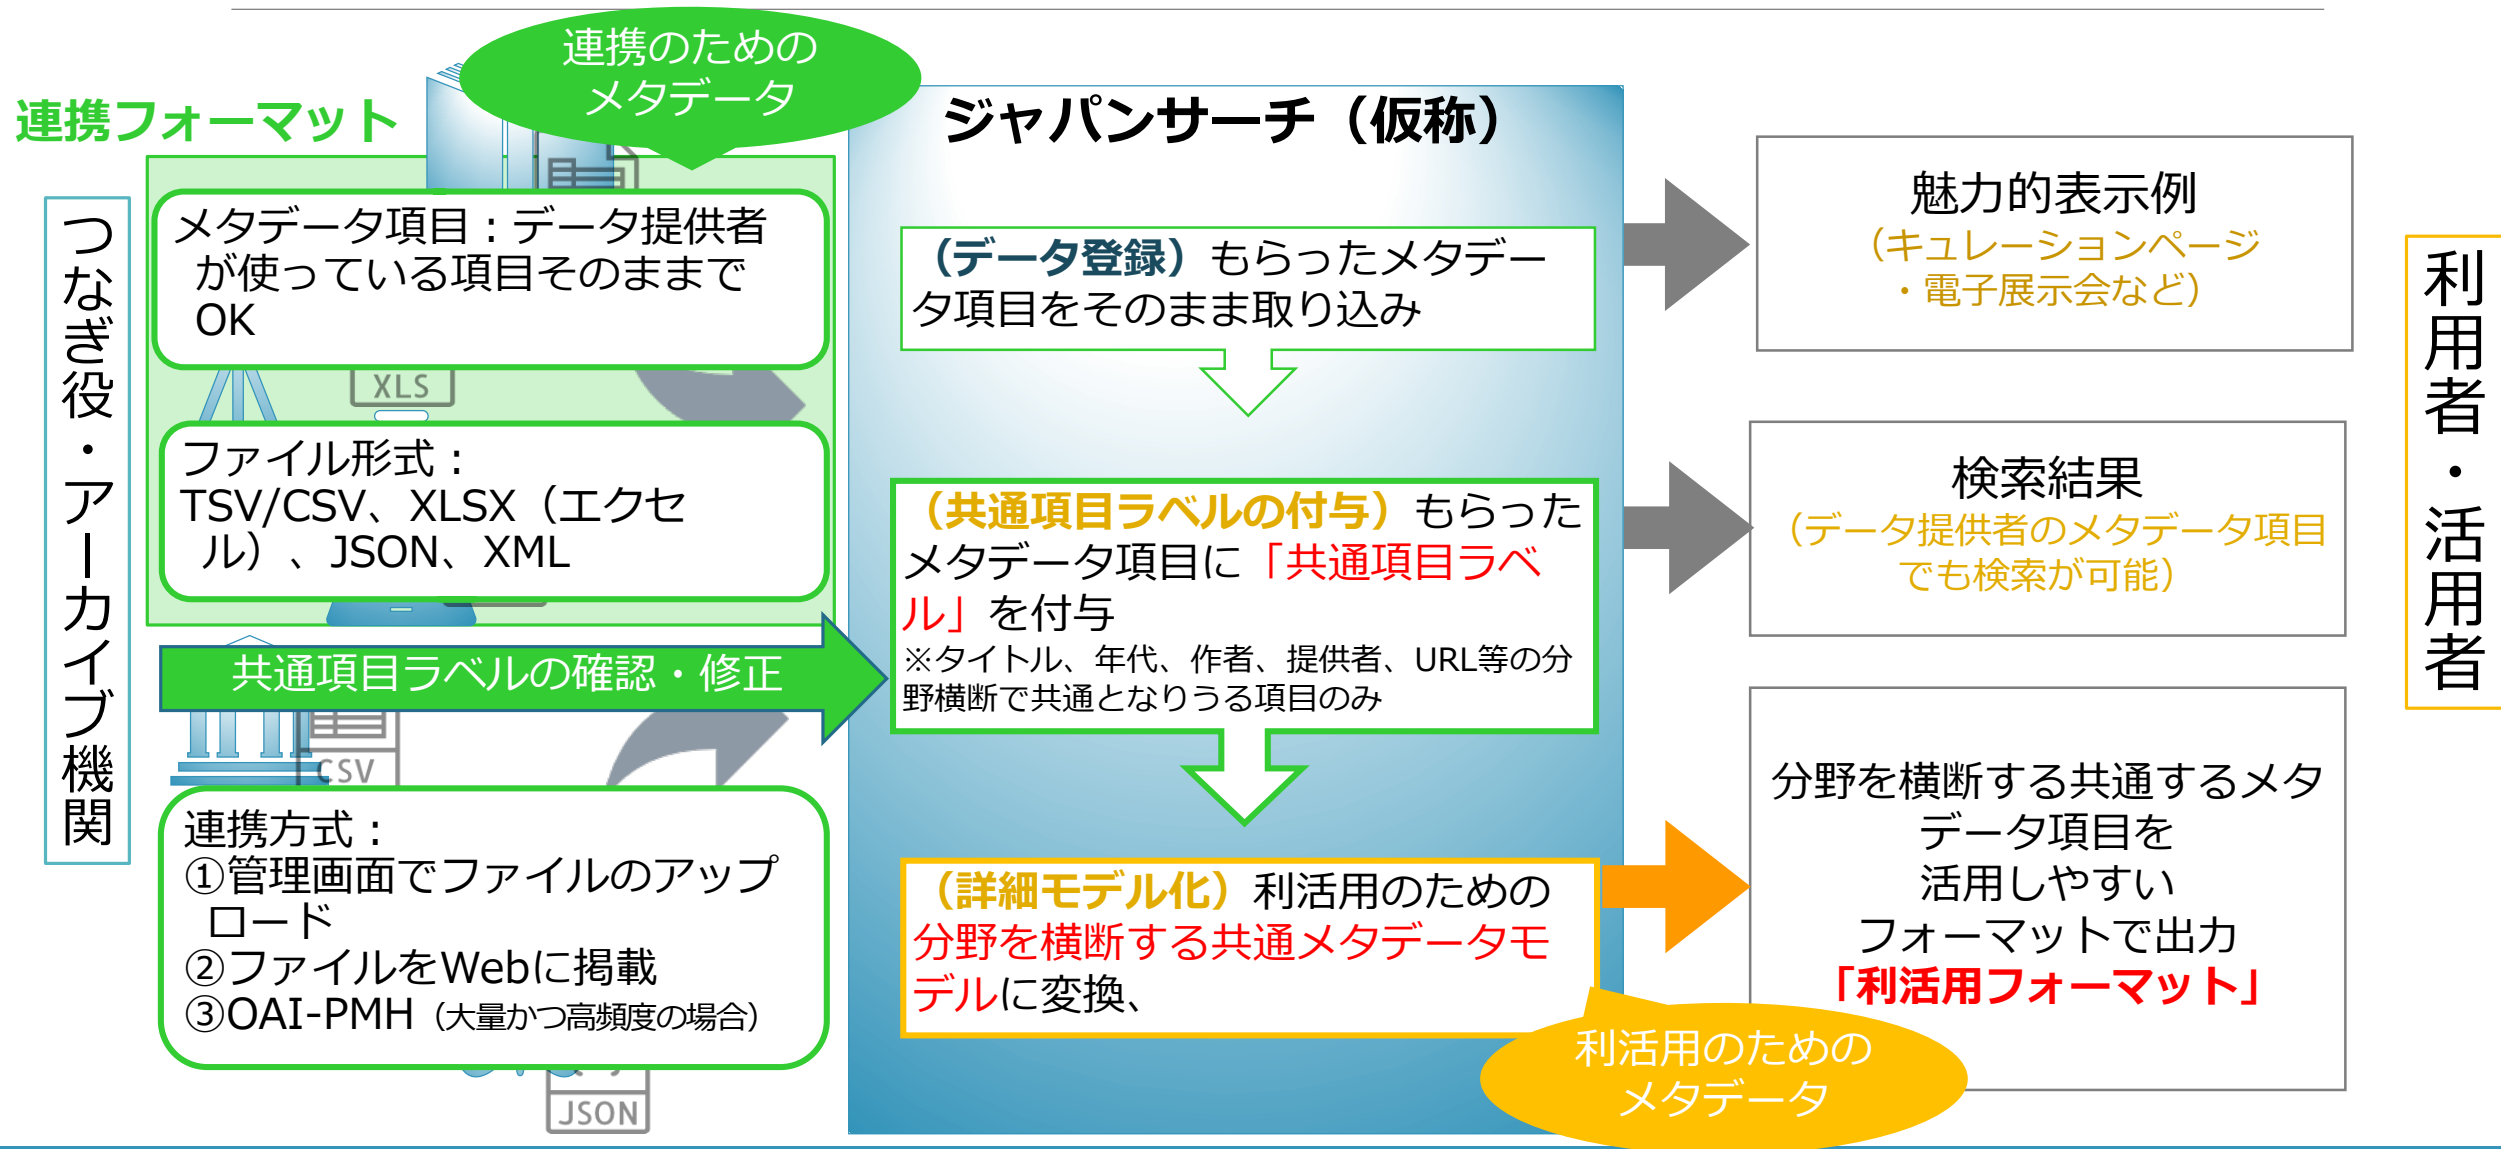 連携のための
メタデータ
連携フォーマット
つなぎ役・アーカイブ機関
メタデータ項目：データ提供者
が使っている項目そのままで
OK
XLS
ファイル形式：
TSV/CSV、XLSX（エクセ
ル）、JSON、XML
共通項目ラベルの確認・修正
CSV
連携方式：
①管理画面でファイルのアップ
ロード
②ファイルをWebに掲載
③OAI-PMH（大量かつ高頻度の場合）
JSON
ジャパンサーチ（仮称）
（データ登録）もらったメタデー
タ項目をそのまま取り込み
（共通項目ラベルの付与）もらった
メタデータ項目に「共通項目ラベ
ル」を付与
※タイトル、年代、作者、提供者、URL等の分
野横断で共通となりうる項目のみ
（詳細モデル化）利活用のための
分野を横断する共通メタデータモ
デルに変換、
利活用のための
メタデータ
魅力的表示例
（キュレーションページ
・電子展示会など）
検索結果
（データ提供者のメタデータ項目
でも検索が可能）
分野を横断する共通するメタ
データ項目を
活用しやすい
フォーマットで出力
「利活用フォーマット」
利用者・活用者